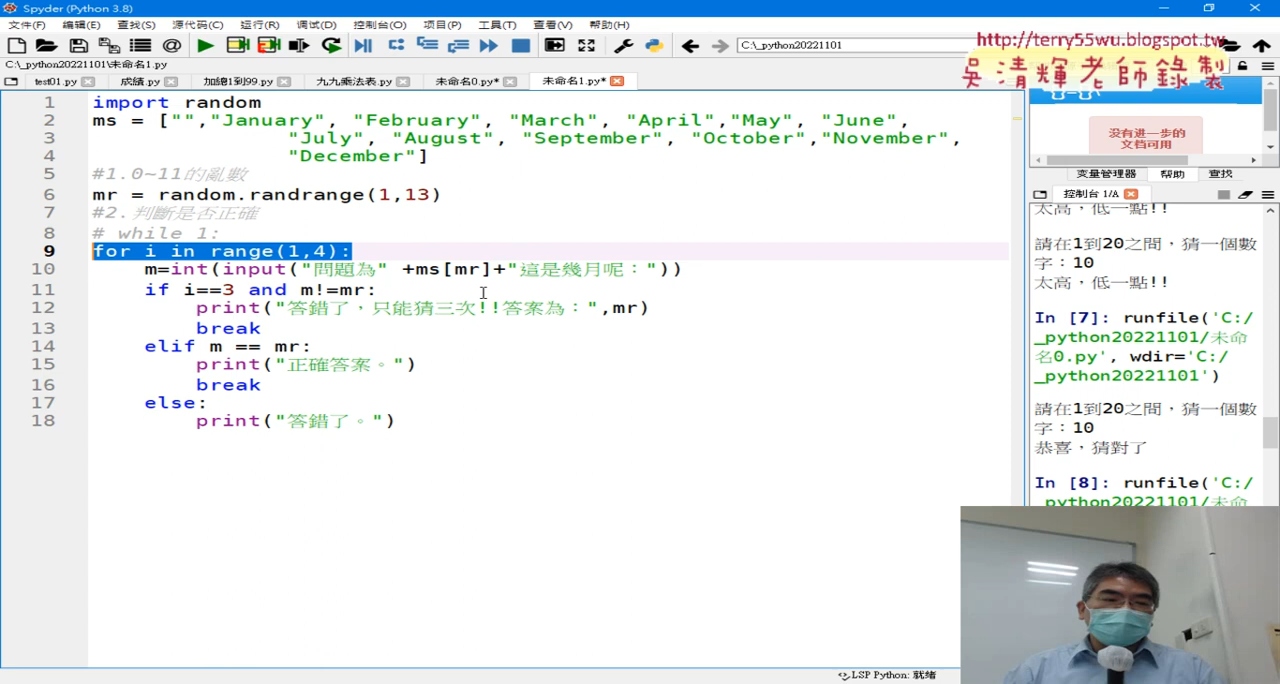 Spyder (Python 3.8)
文件(F) 编辑(E) 查找(S) 源代码(C) 运行(R) 调试(D) 控制台(O) 项目(P) 工具(T) 查看(V) 帮助(H)
C:\_python20221101
http://terry55wu.blogspot.tw
吳清輝老師錄製
C:\_python20221101\未命名1.py
test01.py 成績.py 加總1到99.py 九九乘法表.py 未命名0.py* 未命名1.py*
1 import random
2 ms = ["","January", "February", "March", "April","May", "June",
3 "July", "August", "September", "October","November",
4 "December"]
5 #1.0~11的亂數
6 mr = random.randrange(1,13)
7 #2.判斷是否正確
8 # while 1:
9 for i in range(1,4):
10 m=int(input("問題為" +ms[mr]+"這是幾月呢："))
11 if i==3 and m!=mr:
12 print("答錯了，只能猜三次!!答案為：",mr)
13 break
14 elif m == mr:
15 print("正確答案。")
16 break
17 else:
18 print("答錯了。")
没有进一步的
文档可用
变量管理器 帮助 查找
控制台 1/A
太高，低一點!!
請在1到20之間，猜一個數
字：10
太高，低一點!!
In [7]: runfile('C:/
_python20221101/未命
名0.py', wdir='C:/
_python20221101')
請在1到20之間，猜一個數
字：10
恭喜，猜對了
In [8]: runfile('C:/
_python20221101/未命
LSP Python: 就绪